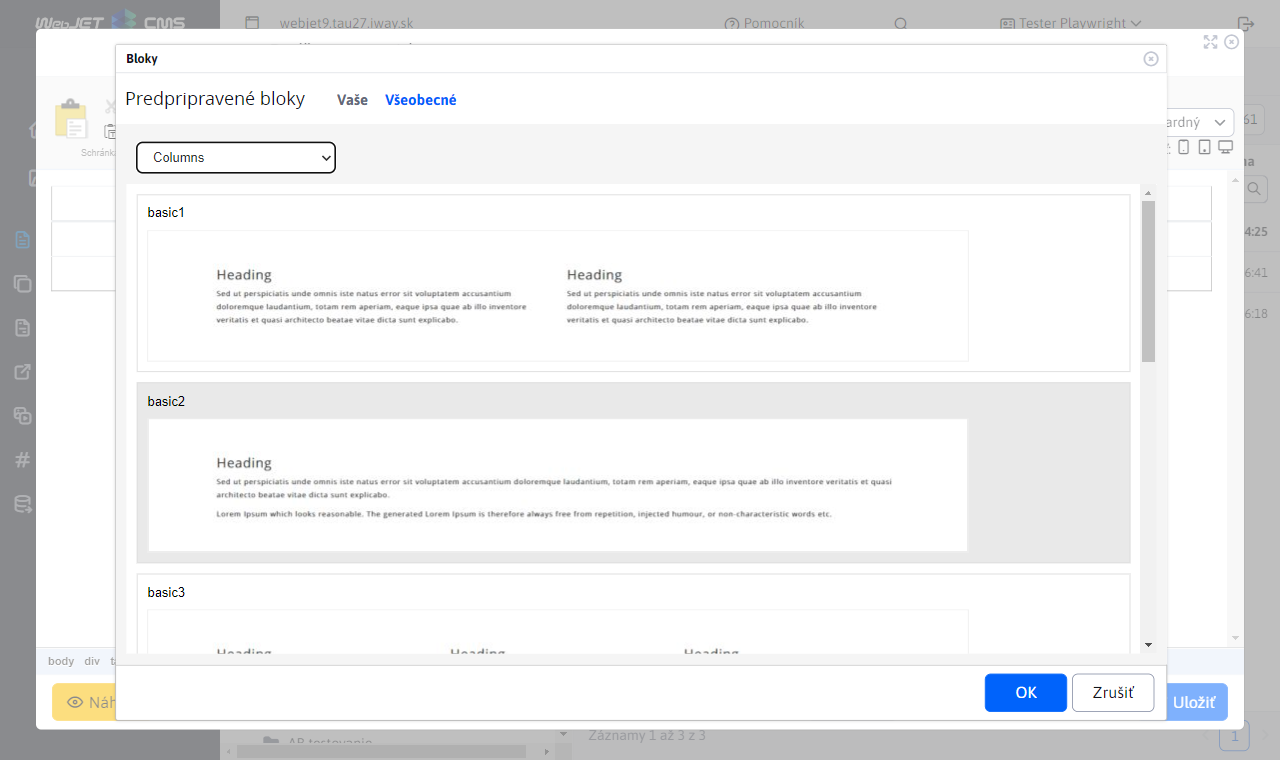 WebJET CMS
webjet9.tau27.iway.sk
Pomocník
Tester Playwright
Bloky
Predpripravené bloky
Vaše
Všeobecné
Schránka
ardný
61
Columns
basic1
Heading
Sed ut perspiciatis unde omnis iste natus error sit voluptatem accusantium
doloremque laudantium, totam rem aperiam, eaque ipsa quae ab illo inventore
veritatis et quasi architecto beatae vitae dicta sunt explicabo.
Heading
Sed ut perspiciatis unde omnis iste natus error sit voluptatem accusantium
doloremque laudantium, totam rem aperiam, eaque ipsa quae ab illo inventore
veritatis et quasi architecto beatae vitae dicta sunt explicabo.
4:25
6:41
6:18
basic2
Heading
Sed ut perspiciatis unde omnis iste natus error sit voluptatem accusantium doloremque laudantium, totam rem aperiam, eaque ipsa quae ab illo inventore veritatis et quasi
architecto beatae vitae dicta sunt explicabo.
Lorem Ipsum which looks reasonable. The generated Lorem Ipsum is therefore always free from repetition, injected humour, or non-characteristic words etc.
basic3
Heading
Heading
Heading
body div
Náh
OK
Zrušiť
Uložiť
AB testovanie
Záznamy 1 až 3 z 3
1